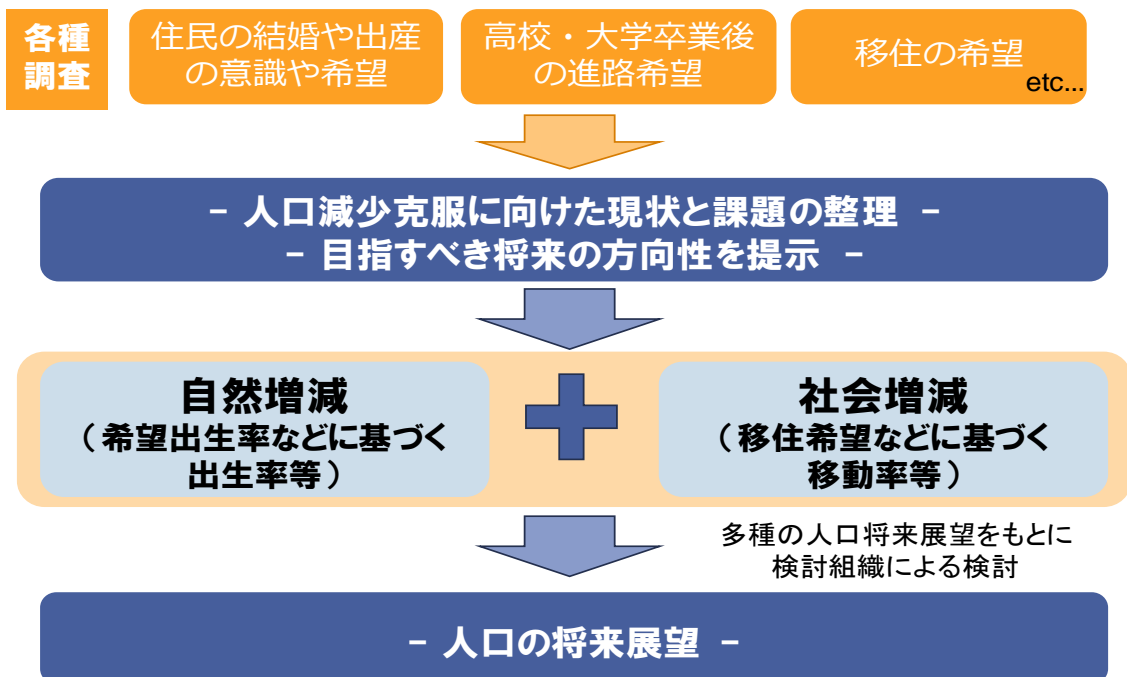 各種
調査
住民の結婚や出産
の意識や希望
高校・大学卒業後
の進路希望
移住の希望
etc...
– 人口減少克服に向けた現状と課題の整理 –
– 目指すべき将来の方向性を提示 –
自然増減
（希望出生率などに基づく
出生率等）
社会増減
（移住希望などに基づく
移動率等）
多種の人口将来展望をもとに
検討組織による検討
– 人口の将来展望 –